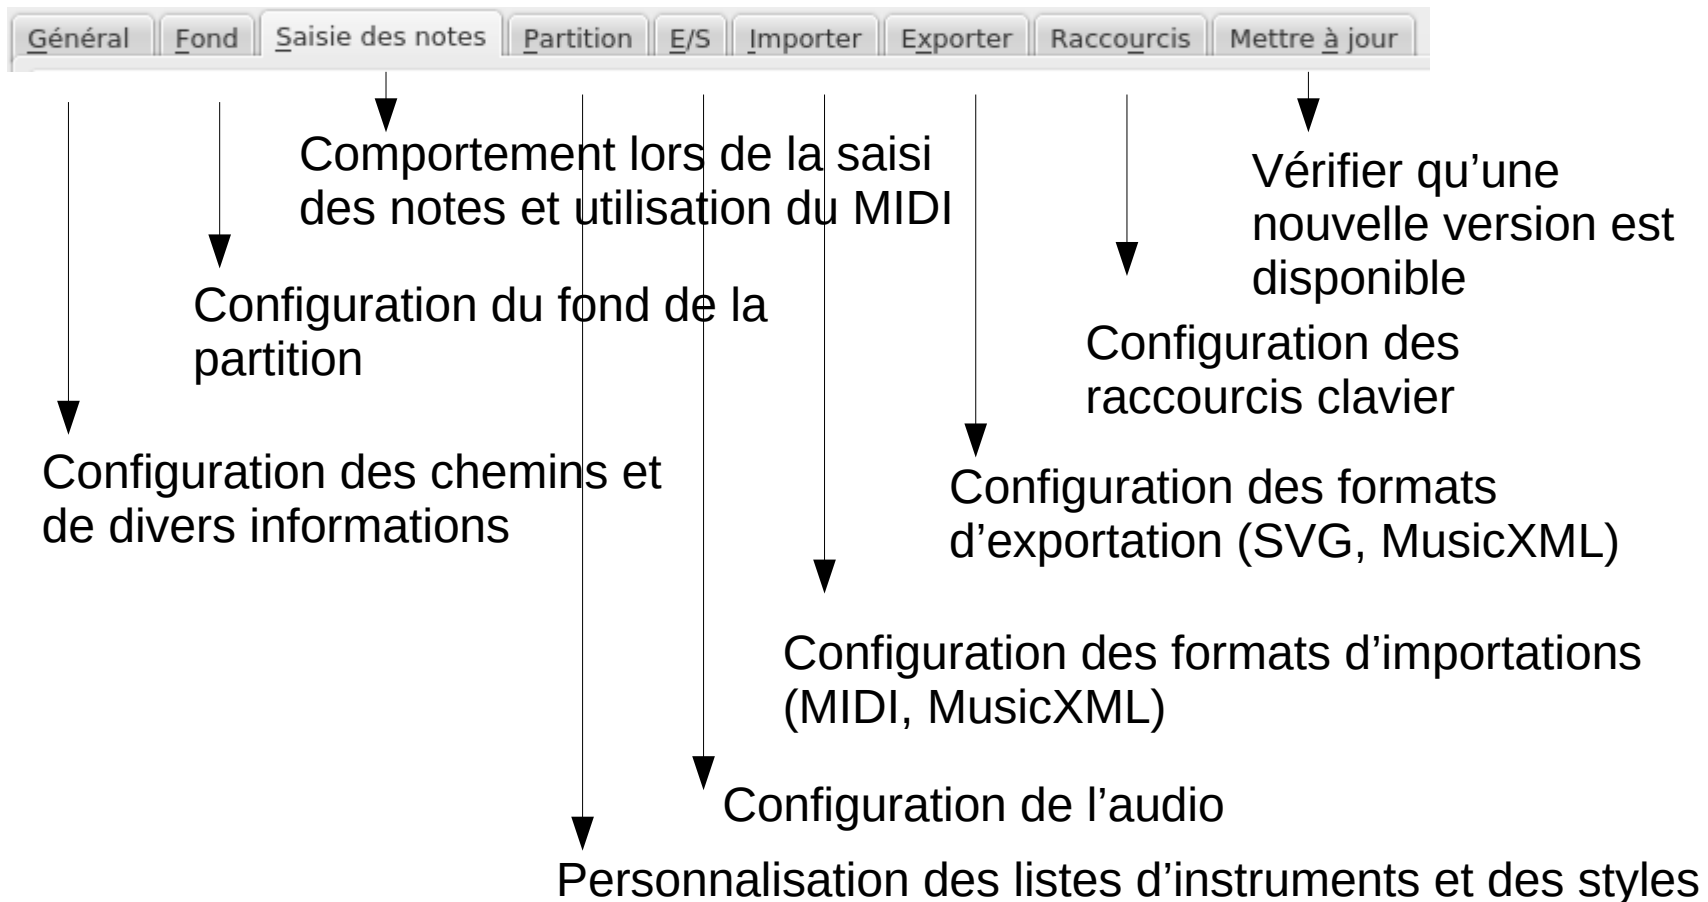 Général Fond Saisie des notes Partition E/S Importer Exporter Raccourcis Mettre à jour
Comportement lors de la saisi
des notes et utilisation du MIDI
Vérifier qu’une
nouvelle version est
disponible
Configuration du fond de la
partition
Configuration des
raccourcis clavier
Configuration des chemins et
de divers informations
Configuration des formats
d’exportation (SVG, MusicXML)
Configuration des formats d’importations
(MIDI, MusicXML)
Configuration de l’audio
Personnalisation des listes d’instruments et des styles